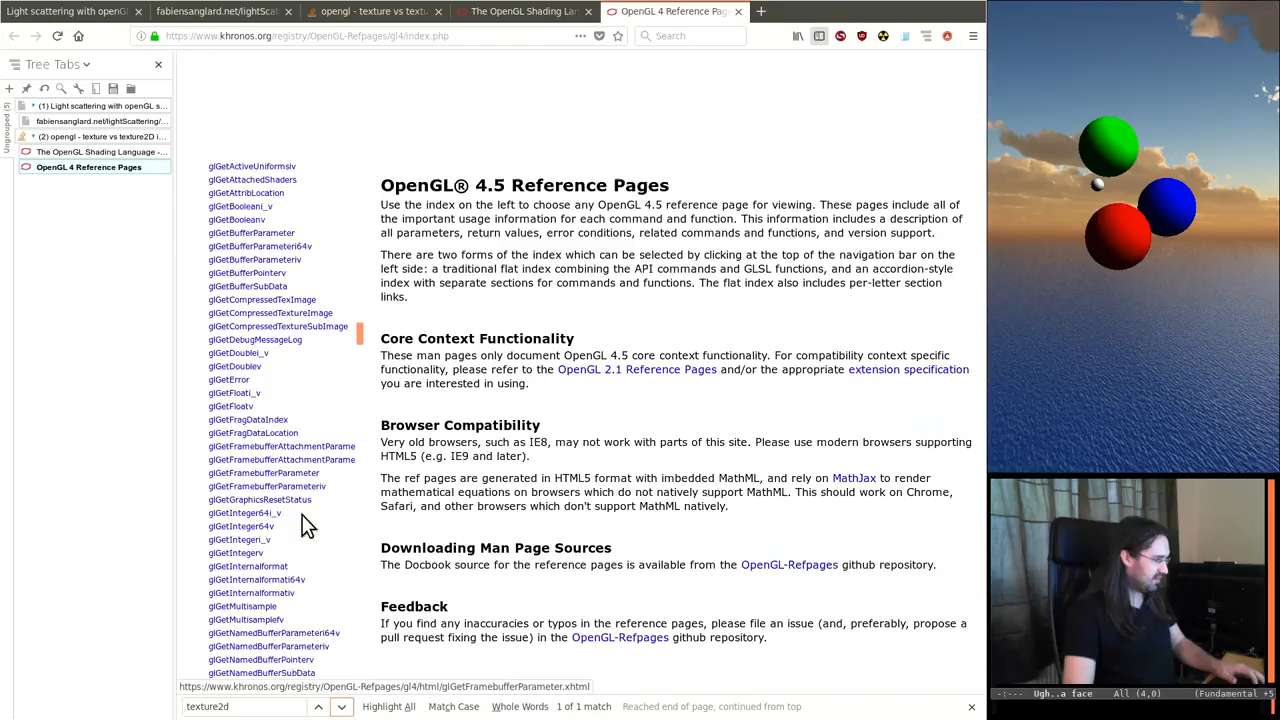 Light scattering with openG
fabiensanglard.net/lightScat
opengl - texture vs textu
The OpenGL Shading Lan
OpenGL 4 Reference Pag
https://www.khronos.org/registry/OpenGL-Refpages/gl4/index.php
Search
Tree Tabs
Ungrouped (5)
(1) Light scattering with openGL s...
fabiensanglard.net/lightScattering/...
(2) opengl - texture vs texture2D i...
The OpenGL Shading Language -...
OpenGL 4 Reference Pages
glGetActiveUniformsiv
glGetAttachedShaders
glGetAttribLocation
glGetBooleani_v
glGetBooleanv
glGetBufferParameter
glGetBufferParameteri64v
glGetBufferParameteriv
glGetBufferPointerv
glGetBufferSubData
glGetCompressedTexImage
glGetCompressedTextureImage
glGetCompressedTextureSubImage
glGetDebugMessageLog
glGetDoublei_v
glGetDoublev
glGetError
glGetFloati_v
glGetFloatv
glGetFragDataIndex
glGetFragDataLocation
glGetFramebufferAttachmentParame
glGetFramebufferAttachmentParame
glGetFramebufferParameter
glGetFramebufferParameteriv
glGetGraphicsResetStatus
glGetInteger64i_v
glGetInteger64v
glGetIntegeri_v
glGetIntegerv
glGetInternalformat
glGetInternalformati64v
glGetInternalformativ
glGetMultisample
glGetMultisamplefv
glGetNamedBufferParameteri64v
glGetNamedBufferParameteriv
glGetNamedBufferPointerv
glGetNamedBufferSubData
OpenGL® 4.5 Reference Pages
Use the index on the left to choose any OpenGL 4.5 reference page for viewing. These pages include all of
the important usage information for each command and function. This information includes a description of
all parameters, return values, error conditions, related commands and functions, and version support.
There are two forms of the index which can be selected by clicking at the top of the navigation bar on the
left side: a traditional flat index combining the API commands and GLSL functions, and an accordion-style
index with separate sections for commands and functions. The flat index also includes per-letter section
links.
Core Context Functionality
These man pages only document OpenGL 4.5 core context functionality. For compatibility context specific
functionality, please refer to the OpenGL 2.1 Reference Pages and/or the appropriate extension specification
you are interested in using.
Browser Compatibility
Very old browsers, such as IE8, may not work with parts of this site. Please use modern browsers supporting
HTML5 (e.g. IE9 and later).
The ref pages are generated in HTML5 format with imbedded MathML, and rely on MathJax to render
mathematical equations on browsers which do not natively support MathML. This should work on Chrome,
Safari, and other browsers which don't support MathML natively.
Downloading Man Page Sources
The Docbook source for the reference pages is available from the OpenGL-Refpages github repository.
Feedback
If you find any inaccuracies or typos in the reference pages, please file an issue (and, preferably, propose a
pull request fixing the issue) in the OpenGL-Refpages github repository.
https://www.khronos.org/registry/OpenGL-Refpages/gl4/html/glGetFramebufferParameter.xhtml
texture2d
Highlight All
Match Case
Whole Words
1 of 1 match
Reached end of page, continued from top
-:--- Ugh..a face All (4,0) (Fundamental +5